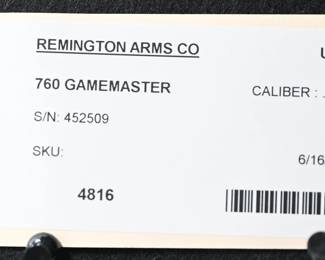 REMINGTON ARMS CO U
760 GAMEMASTER CALIBER : .
S/N: 452509
SKU:
6/16
4816